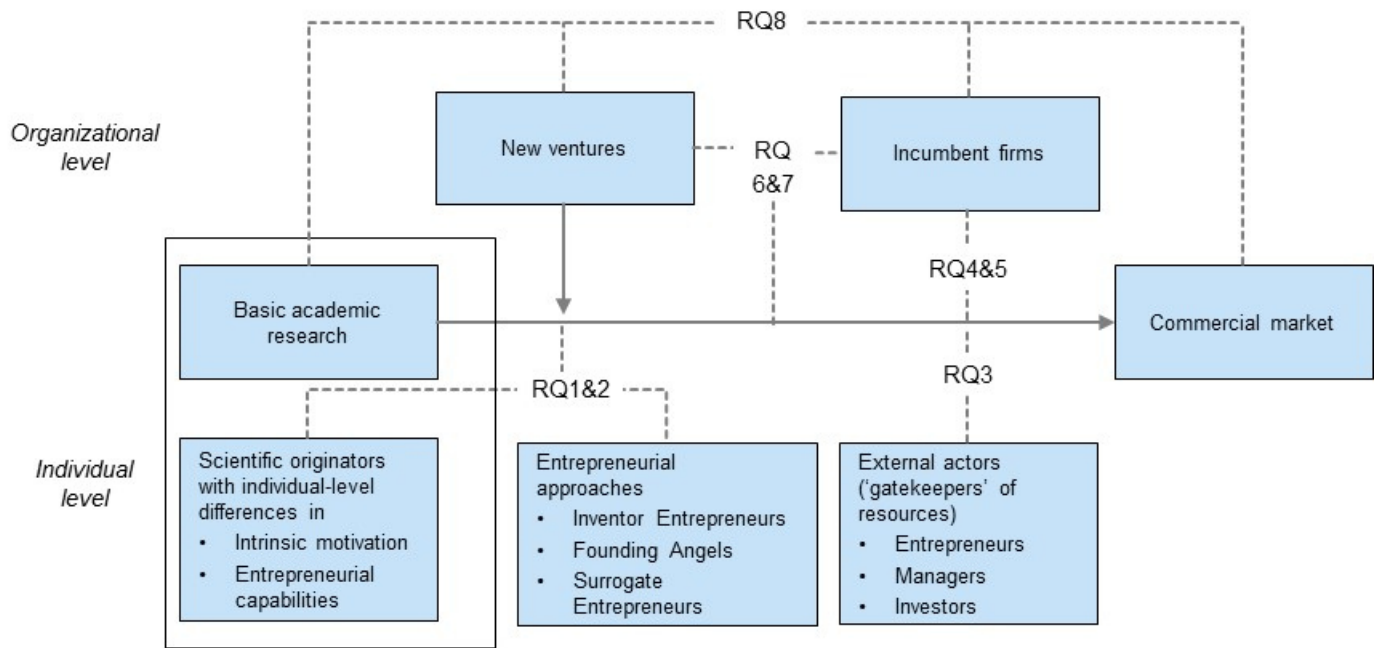 RQ8
Organizational
level
New ventures
RQ
6&7
Incumbent firms
Basic academic
research
RQ4&5
Commercial market
RQ1&2
RQ3
Individual
level
Scientific originators
with individual-level
differences in
• Intrinsic motivation
• Entrepreneurial
capabilities
Entrepreneurial
approaches
• Inventor Entrepreneurs
• Founding Angels
• Surrogate
Entrepreneurs
External actors
(‘gatekeepers’ of
resources)
• Entrepreneurs
• Managers
• Investors